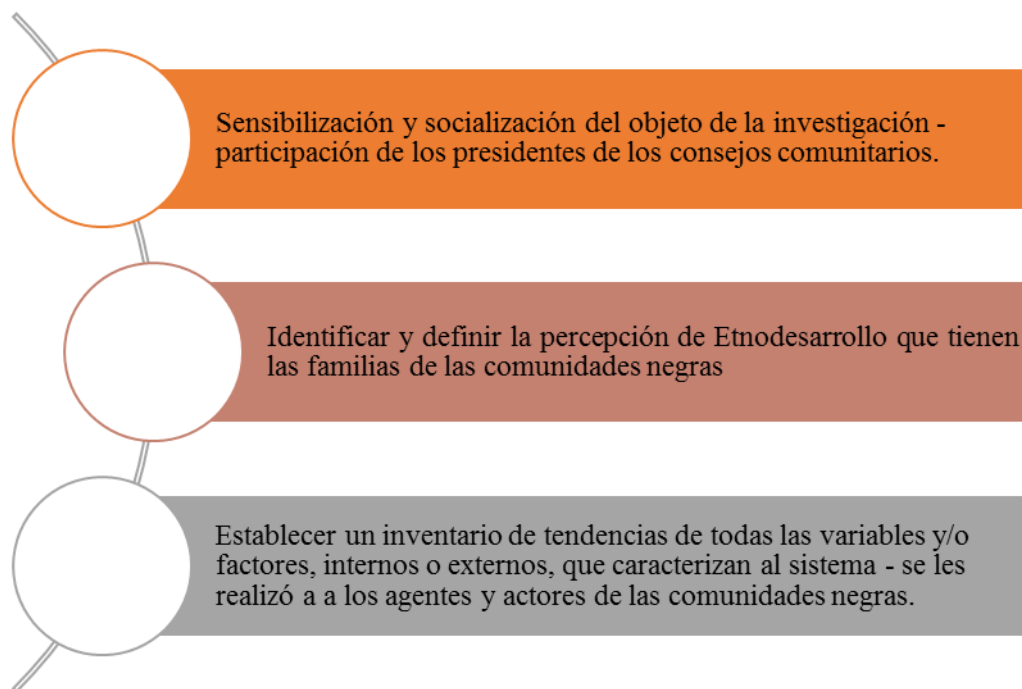 Sensibilización y socialización del objeto de la investigación -
participación de los presidentes de los consejos comunitarios.
Identificar y definir la percepción de Etnodesarrollo que tienen
las familias de las comunidades negras
Establecer un inventario de tendencias de todas las variables y/o
factores, internos o externos, que caracterizan al sistema - se les
realizó a a los agentes y actores de las comunidades negras.